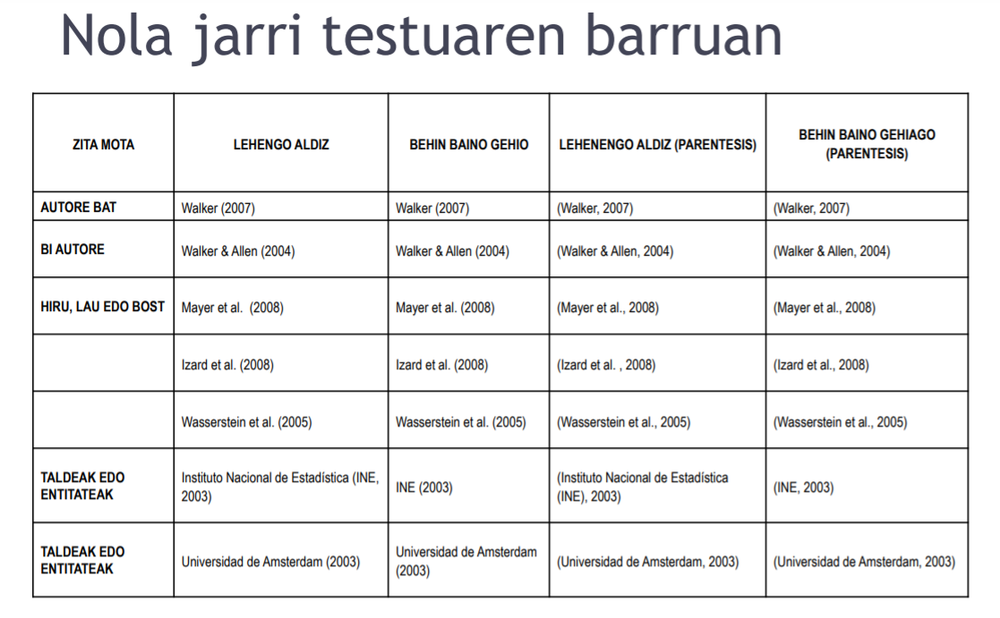 Nola jarri testuaren barruan
ZITA MOTA
LEHENGO ALDIZ
BEHIN BAINO GEHIO
LEHENENGO ALDIZ (PARENTESIS)
BEHIN BAINO GEHIAGO
(PARENTESIS)
AUTORE BAT
Walker (2007)
Walker (2007)
(Walker, 2007)
(Walker, 2007)
BI AUTORE
Walker & Allen (2004)
Walker & Allen (2004)
(Walker & Allen, 2004)
(Walker & Allen, 2004)
HIRU, LAU EDO BOST
Mayer et al.  (2008)
Mayer et al. (2008)
(Mayer et al., 2008)
(Mayer et al., 2008)
Izard et al. (2008)
Izard et al. (2008)
(Izard et al. , 2008)
(Izard et al., 2008)
Wasserstein et al. (2005)
Wasserstein et al. (2005)
(Wasserstein et al., 2005)
(Wasserstein et al., 2005)
TALDEAK EDO
ENTITATEAK
Instituto Nacional de Estadística (INE,
2003)
INE (2003)
(Instituto Nacional de Estadística
(INE), 2003)
(INE, 2003)
TALDEAK EDO
ENTITATEAK
Universidad de Amsterdam (2003)
Universidad de Amsterdam
(2003)
(Universidad de Amsterdam, 2003)
(Universidad de Amsterdam, 2003)